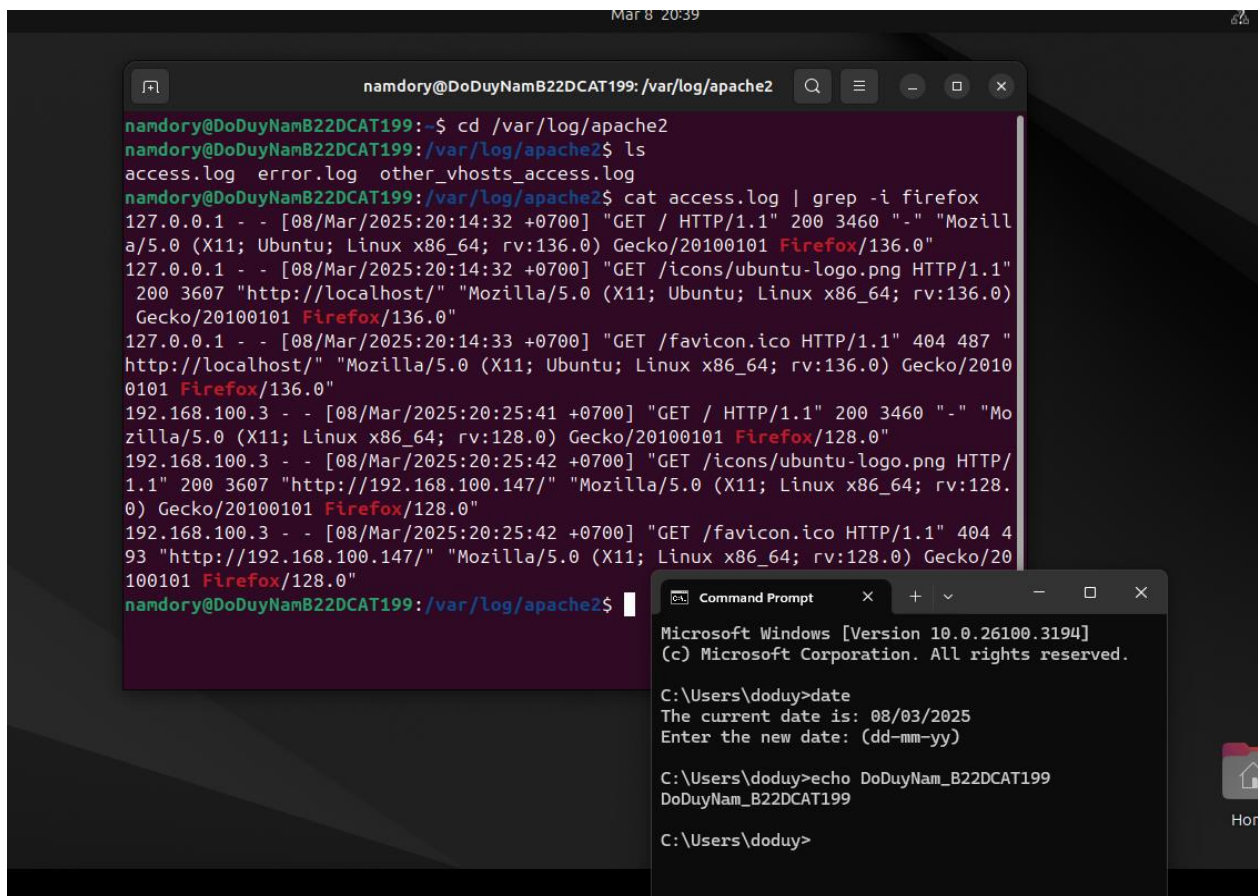 Mar 8 20:39
namdory@DoDuyNamB22DCAT199: /var/log/apache2
namdory@DoDuyNamB22DCAT199:~$ cd /var/log/apache2
namdory@DoDuyNamB22DCAT199:/var/log/apache2$ ls
access.log  error.log  other_vhosts_access.log
namdory@DoDuyNamB22DCAT199:/var/log/apache2$ cat access.log | grep -i firefox
127.0.0.1 - - [08/Mar/2025:20:14:32 +0700] "GET / HTTP/1.1" 200 3460 "-" "Mozill
a/5.0 (X11; Ubuntu; Linux x86_64; rv:136.0) Gecko/20100101 Firefox/136.0"
127.0.0.1 - - [08/Mar/2025:20:14:32 +0700] "GET /icons/ubuntu-logo.png HTTP/1.1"
 200 3607 "http://localhost/" "Mozilla/5.0 (X11; Ubuntu; Linux x86_64; rv:136.0)
 Gecko/20100101 Firefox/136.0"
127.0.0.1 - - [08/Mar/2025:20:14:33 +0700] "GET /favicon.ico HTTP/1.1" 404 487 "
http://localhost/" "Mozilla/5.0 (X11; Ubuntu; Linux x86_64; rv:136.0) Gecko/2010
0101 Firefox/136.0"
192.168.100.3 - - [08/Mar/2025:20:25:41 +0700] "GET / HTTP/1.1" 200 3460 "-" "Mo
zilla/5.0 (X11; Linux x86_64; rv:128.0) Gecko/20100101 Firefox/128.0"
192.168.100.3 - - [08/Mar/2025:20:25:42 +0700] "GET /icons/ubuntu-logo.png HTTP/
1.1" 200 3607 "http://192.168.100.147/" "Mozilla/5.0 (X11; Linux x86_64; rv:128.
0) Gecko/20100101 Firefox/128.0"
192.168.100.3 - - [08/Mar/2025:20:25:42 +0700] "GET /favicon.ico HTTP/1.1" 404 4
93 "http://192.168.100.147/" "Mozilla/5.0 (X11; Linux x86_64; rv:128.0) Gecko/20
100101 Firefox/128.0"
namdory@DoDuyNamB22DCAT199:/var/log/apache2$
Command Prompt
Microsoft Windows [Version 10.0.26100.3194]
(c) Microsoft Corporation. All rights reserved.
C:\Users\doduy>date
The current date is: 08/03/2025
Enter the new date: (dd-mm-yy)
C:\Users\doduy>echo DoDuyNam_B22DCAT199
DoDuyNam_B22DCAT199
C:\Users\doduy>